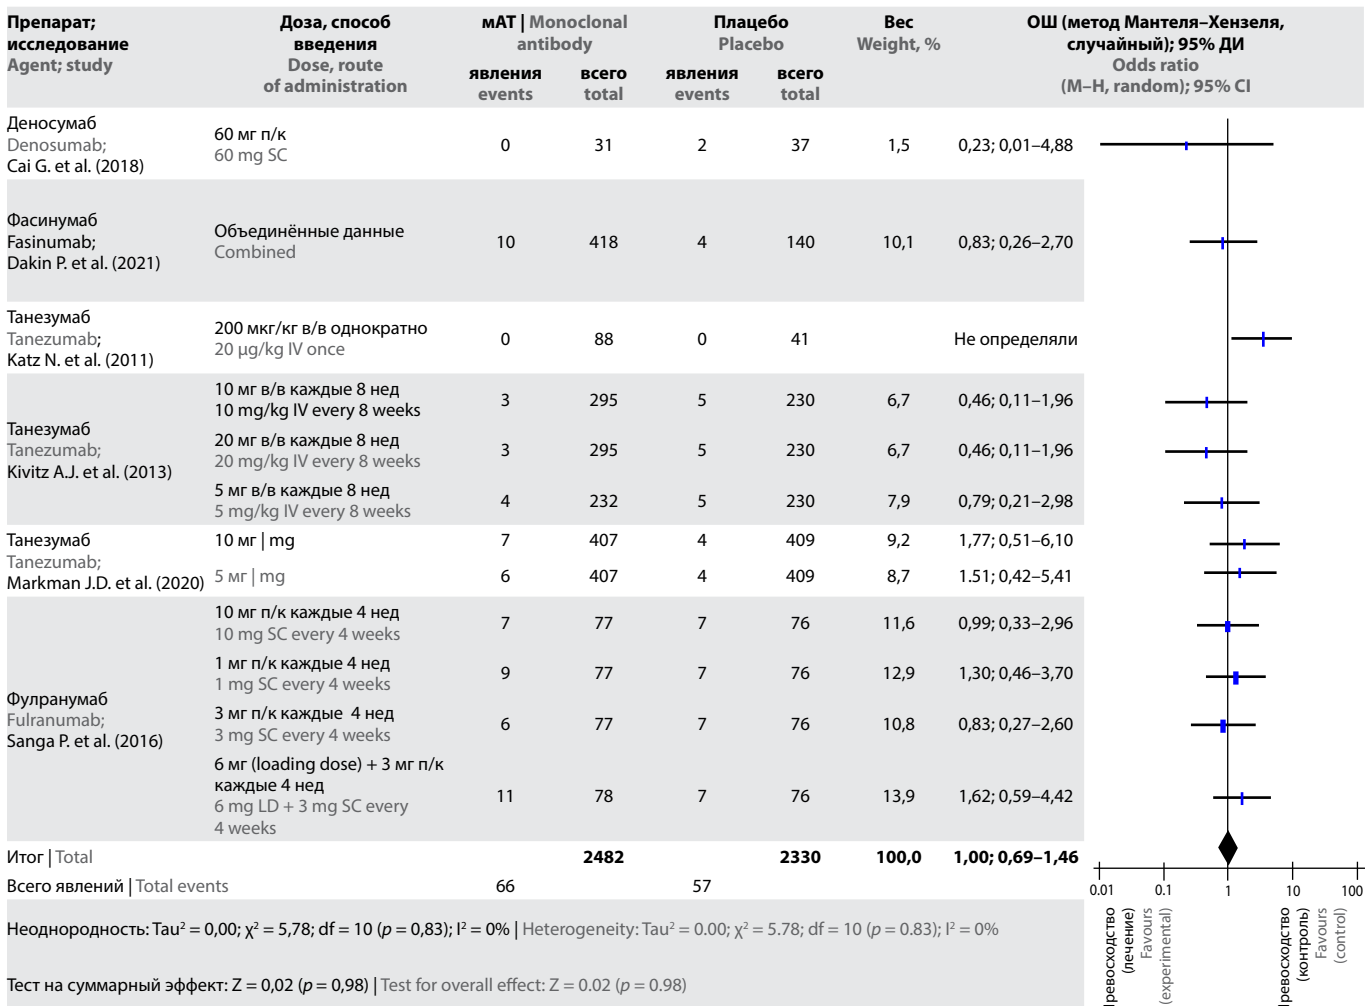 Препарат;
исследование
Agent; study
Доза, способ
введения
Dose, route
of administration
мАТ | Monoclonal
antibody
явления
events
всего
total
Плацебо
Placebo
явления
events
всего
total
Вес
Weight, %
ОШ (метод Мантеля–Хензеля,
случайный); 95% ДИ
Odds ratio
(M–H, random); 95% CI
Деносумаб
Denosumab;
Cai G. et al. (2018)
60 мг п/к
60 mg SC
0 31 2 37 1,5 0,23; 0,01–4,88
Фасинумаб
Fasinumab;
Dakin P. et al. (2021)
Объединённые данные
Combined
10 418 4 140 10,1 0,83; 0,26–2,70
Танезумаб
Tanezumab;
Katz N. et al. (2011)
200 мкг/кг в/в однократно
20 µg/kg IV once
0 88 0 41 Не определяли
Танезумаб
Tanezumab;
Kivitz A.J. et al. (2013)
10 мг в/в каждые 8 нед
10 mg/kg IV every 8 weeks
3 295 5 230 6,7 0,46; 0,11–1,96
20 мг в/в каждые 8 нед
20 mg/kg IV every 8 weeks
3 295 5 230 6,7 0,46; 0,11–1,96
5 мг в/в каждые 8 нед
5 mg/kg IV every 8 weeks
4 232 5 230 7,9 0,79; 0,21–2,98
Танезумаб
Tanezumab;
Markman J.D. et al. (2020)
10 мг | mg
7 407 4 409 9,2 1,77; 0,51–6,10
5 мг | mg
6 407 4 409 8,7 1.51; 0,42–5,41
Фулранумаб
Fulranumab;
Sanga P. et al. (2016)
10 мг п/к каждые 4 нед
10 mg SC every 4 weeks
7 77 7 76 11,6 0,99; 0,33–2,96
1 мг п/к каждые 4 нед
1 mg SC every 4 weeks
9 77 7 76 12,9 1,30; 0,46–3,70
3 мг п/к каждые 4 нед
3 mg SC every 4 weeks
6 77 7 76 10,8 0,83; 0,27–2,60
6 мг (loading dose) + 3 мг п/к
каждые 4 нед
6 mg LD + 3 mg SC every
4 weeks
11 78 7 76 13,9 1,62; 0,59–4,42
Итог | Total 2482 2330 100,0 1,00; 0,69–1,46
Всего явлений | Total events 66 57
0.01 0.1 1 10 100
(лечение)
Favours
(experimental)
(контроль)
Favours
(control)
Неоднородность: Tau² = 0,00; χ² = 5,78; df = 10 (p = 0,83); I² = 0% | Heterogeneity: Tau² = 0.00; χ² = 5.78; df = 10 (p = 0.83); I² = 0%
Тест на суммарный эффект: Z = 0,02 (p = 0,98) | Test for overall effect: Z = 0.02 (p = 0.98)